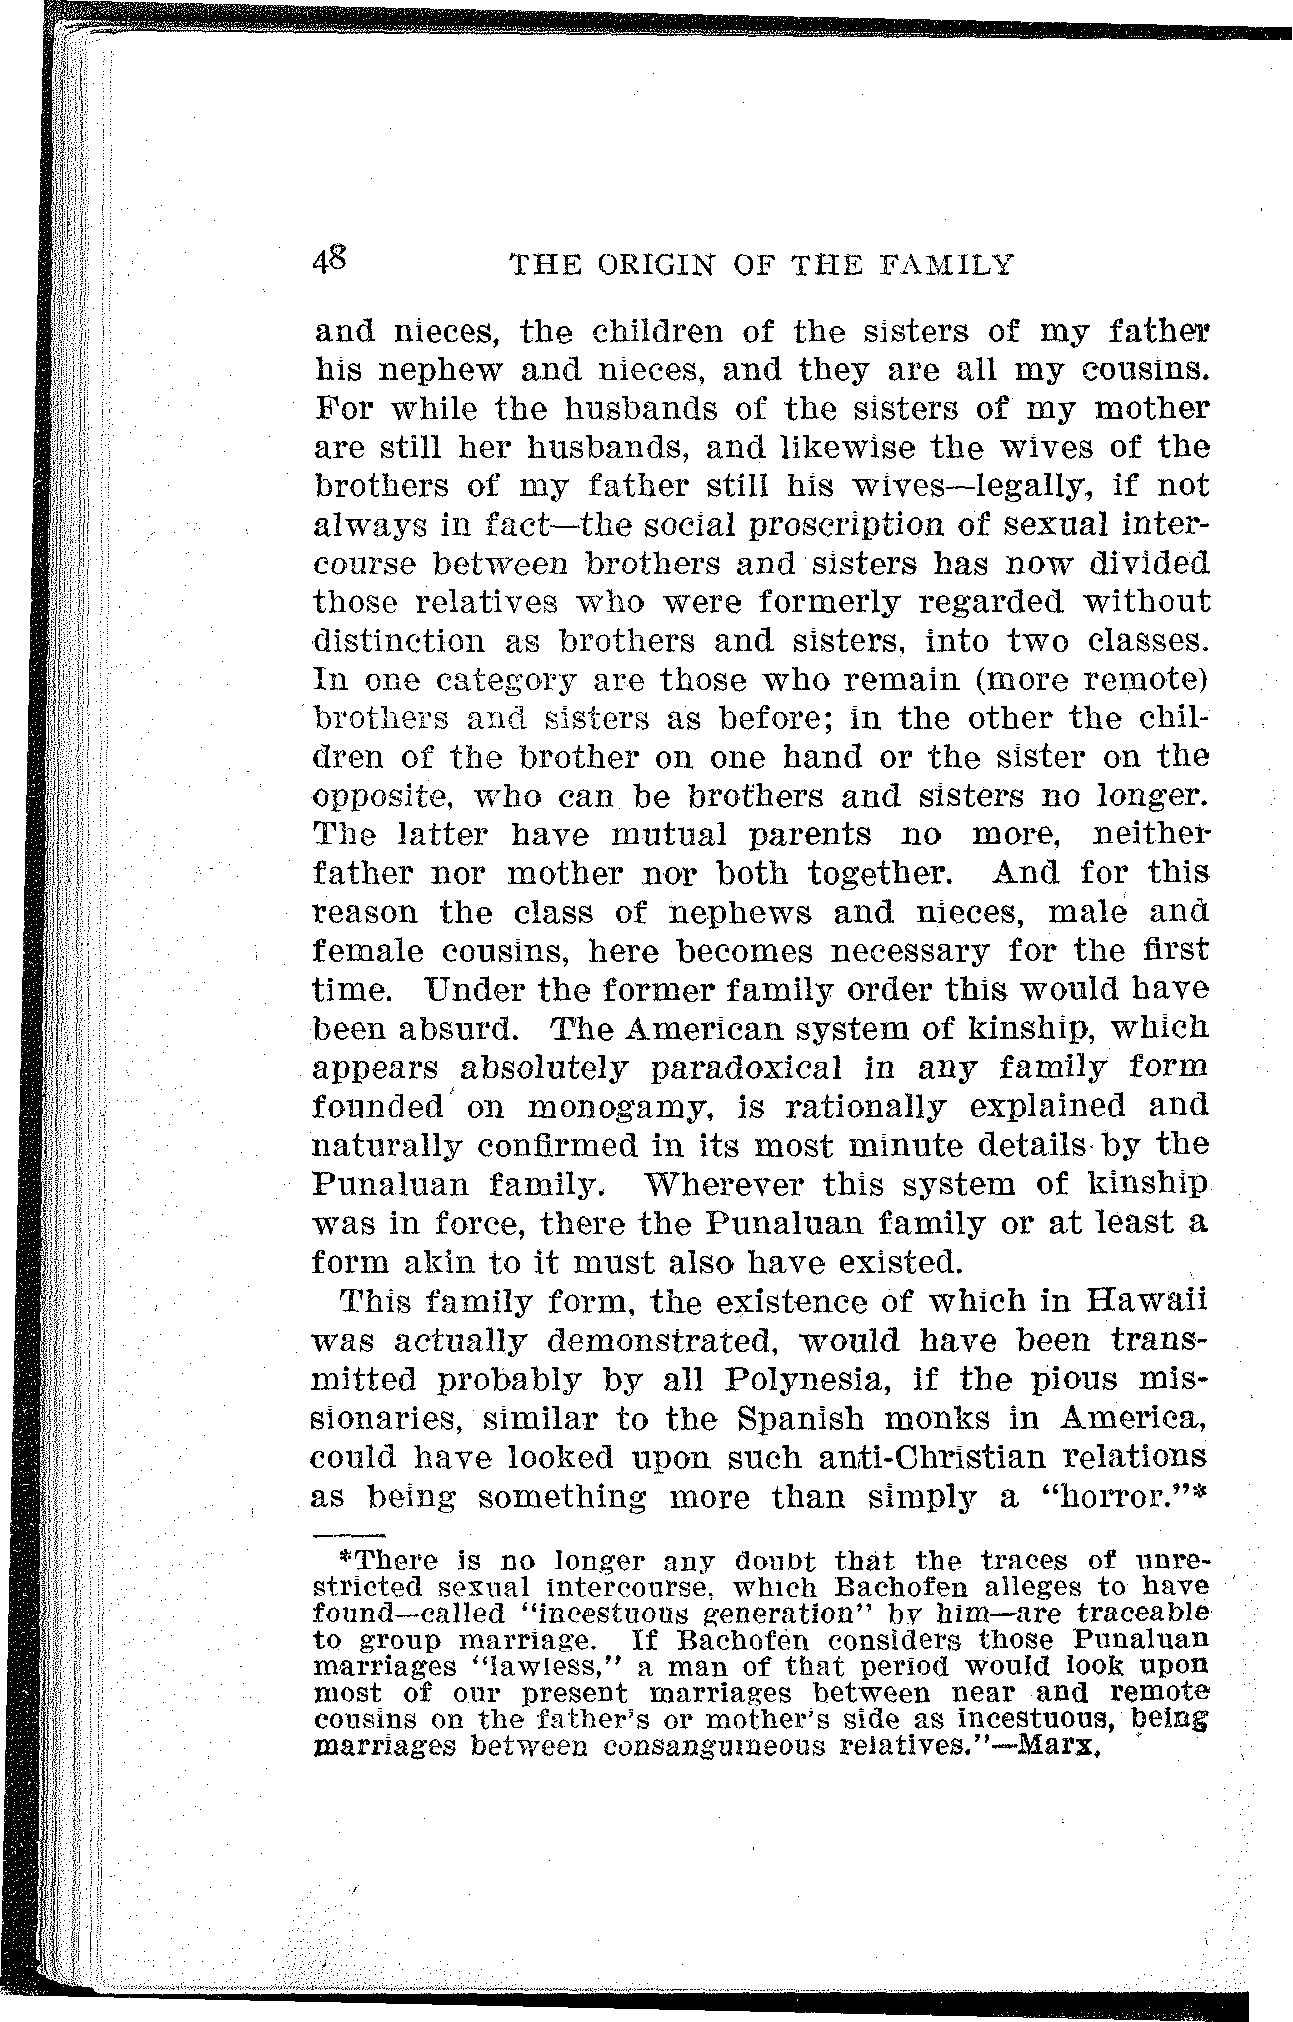 48 THE ORIGIN OF THE FAMILY
and nieces, the children of the sisters of my father
his nephew and nieces, and they are all my cousins.
For while the husbands of the sisters of my mother
are still her husbands, and likewise the wives of the
brothers of my father still his wives—legally, if not
always in fact—the social proscription of sexual inter-
course between brothers and sisters has now divided
those relatives who were formerly regarded without
distinction as brothers and sisters, into two classes.
In one category are those who remain (more remote)
brothers and sisters as before; in the other the chil-
dren of the brother on one hand or the sister on the
opposite, who can be brothers and sisters no longer.
The latter have mutual parents no more, neither
father nor mother nor both together. And for this
reason the class of nephews and nieces, male and
female cousins, here becomes necessary for the first
time. Under the former family order this would have
been absurd. The American system of kinship, which
appears absolutely paradoxical in any family form
founded on monogamy, is rationally explained and
naturally confirmed in its most minute details by the
Punaluan family. Wherever this system of kinship
was in force, there the Punaluan family or at least a
form akin to it must also have existed.
This family form, the existence of which in Hawaii
was actually demonstrated, would have been trans-
mitted probably by all Polynesia, if the pious mis-
sionaries, similar to the Spanish monks in America,
could have looked upon such anti-Christian relations
as being something more than simply a "horror."*
*There is no longer any doubt that the traces of unre-
stricted sexual intercourse, which Bachofen alleges to have
found—called "incestuous generation" by him—are traceable
to group marriage. If Bachofen considers those Punaluan
marriages "lawless," a man of that period would look upon
most of our present marriages between near and remote
cousins on the father's or mother's side as incestuous, being
marriages between consanguineous relatives."—Marx.